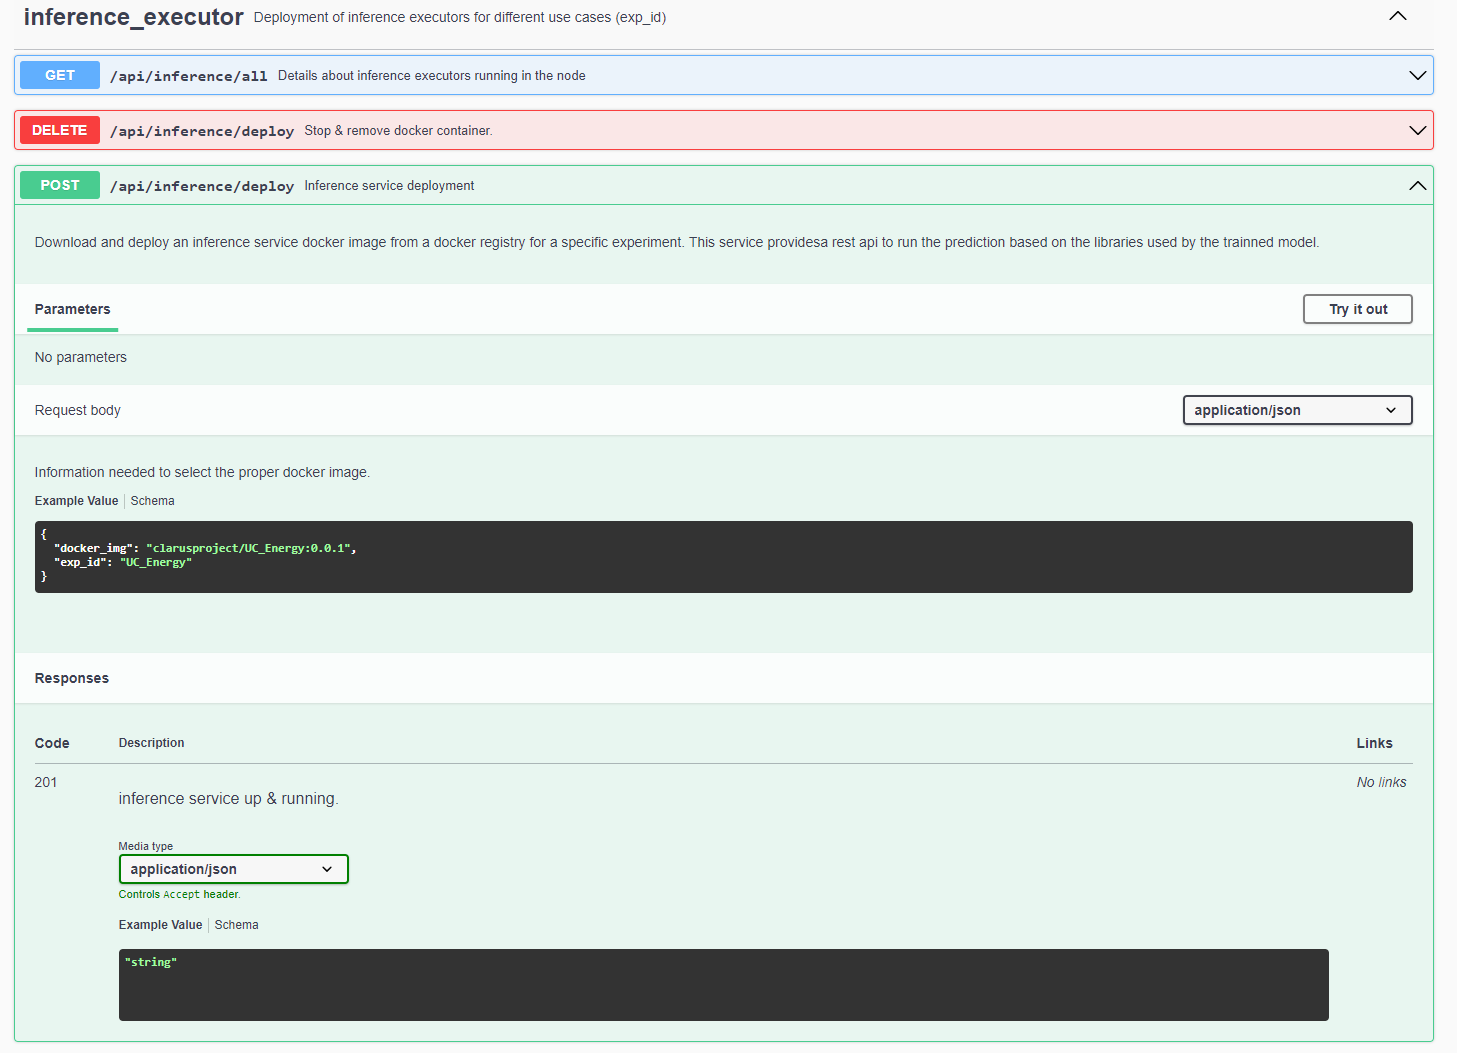 inference_executor Deployment of inference executors for different use cases (exp_id)
GET /api/inference/all Details about inference executors running in the node
DELETE /api/inference/deploy Stop & remove docker container.
POST /api/inference/deploy Inference service deployment
Download and deploy an inference service docker image from a docker registry for a specific experiment. This service providesa rest api to run the prediction based on the libraries used by the trainned model.
Parameters Try it out
No parameters
Request body application/json
Information needed to select the proper docker image.
Example Value Schema
{
"docker_img": "clarusproject/UC_Energy:0.0.1",
"exp_id": "UC_Energy"
}
Responses
Code Description Links
201 No links
inference service up & running.
Media type
application/json
Controls Accept header.
Example Value Schema
"string"